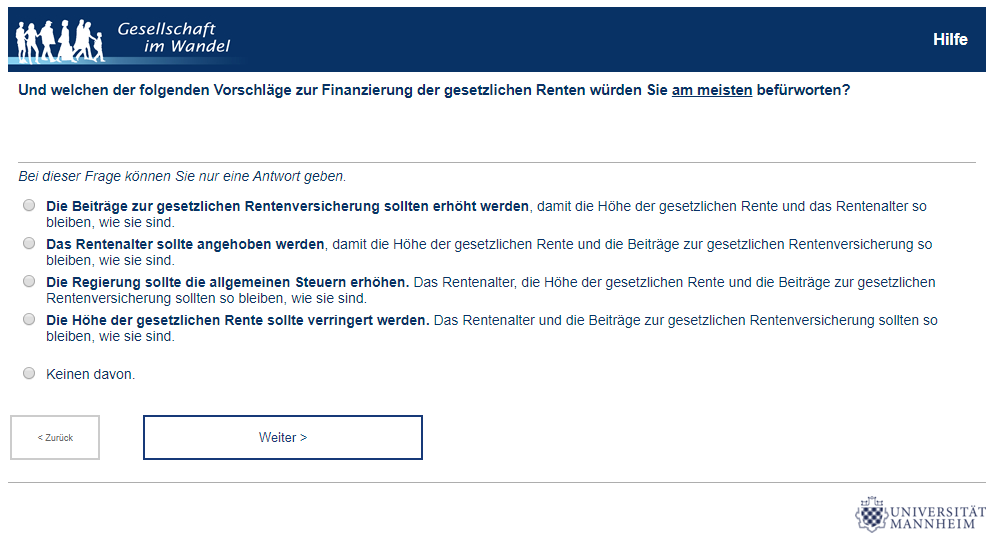 Gesellschaft
im Wandel
Hilfe
Und welchen der folgenden Vorschläge zur Finanzierung der gesetzlichen Renten würden Sie am meisten befürworten?
Bei dieser Frage können Sie nur eine Antwort geben.
Die Beiträge zur gesetzlichen Rentenversicherung sollten erhöht werden, damit die Höhe der gesetzlichen Rente und das Rentenalter so
bleiben, wie sie sind.
Das Rentenalter sollte angehoben werden, damit die Höhe der gesetzlichen Rente und die Beiträge zur gesetzlichen Rentenversicherung so
bleiben, wie sie sind.
Die Regierung sollte die allgemeinen Steuern erhöhen. Das Rentenalter, die Höhe der gesetzlichen Rente und die Beiträge zur gesetzlichen
Rentenversicherung sollten so bleiben, wie sie sind.
Die Höhe der gesetzlichen Rente sollte verringert werden. Das Rentenalter und die Beiträge zur gesetzlichen Rentenversicherung sollten so
bleiben, wie sie sind.
Keinen davon.
< Zurück
Weiter >
UNIVERSITÄT
MANNHEIM